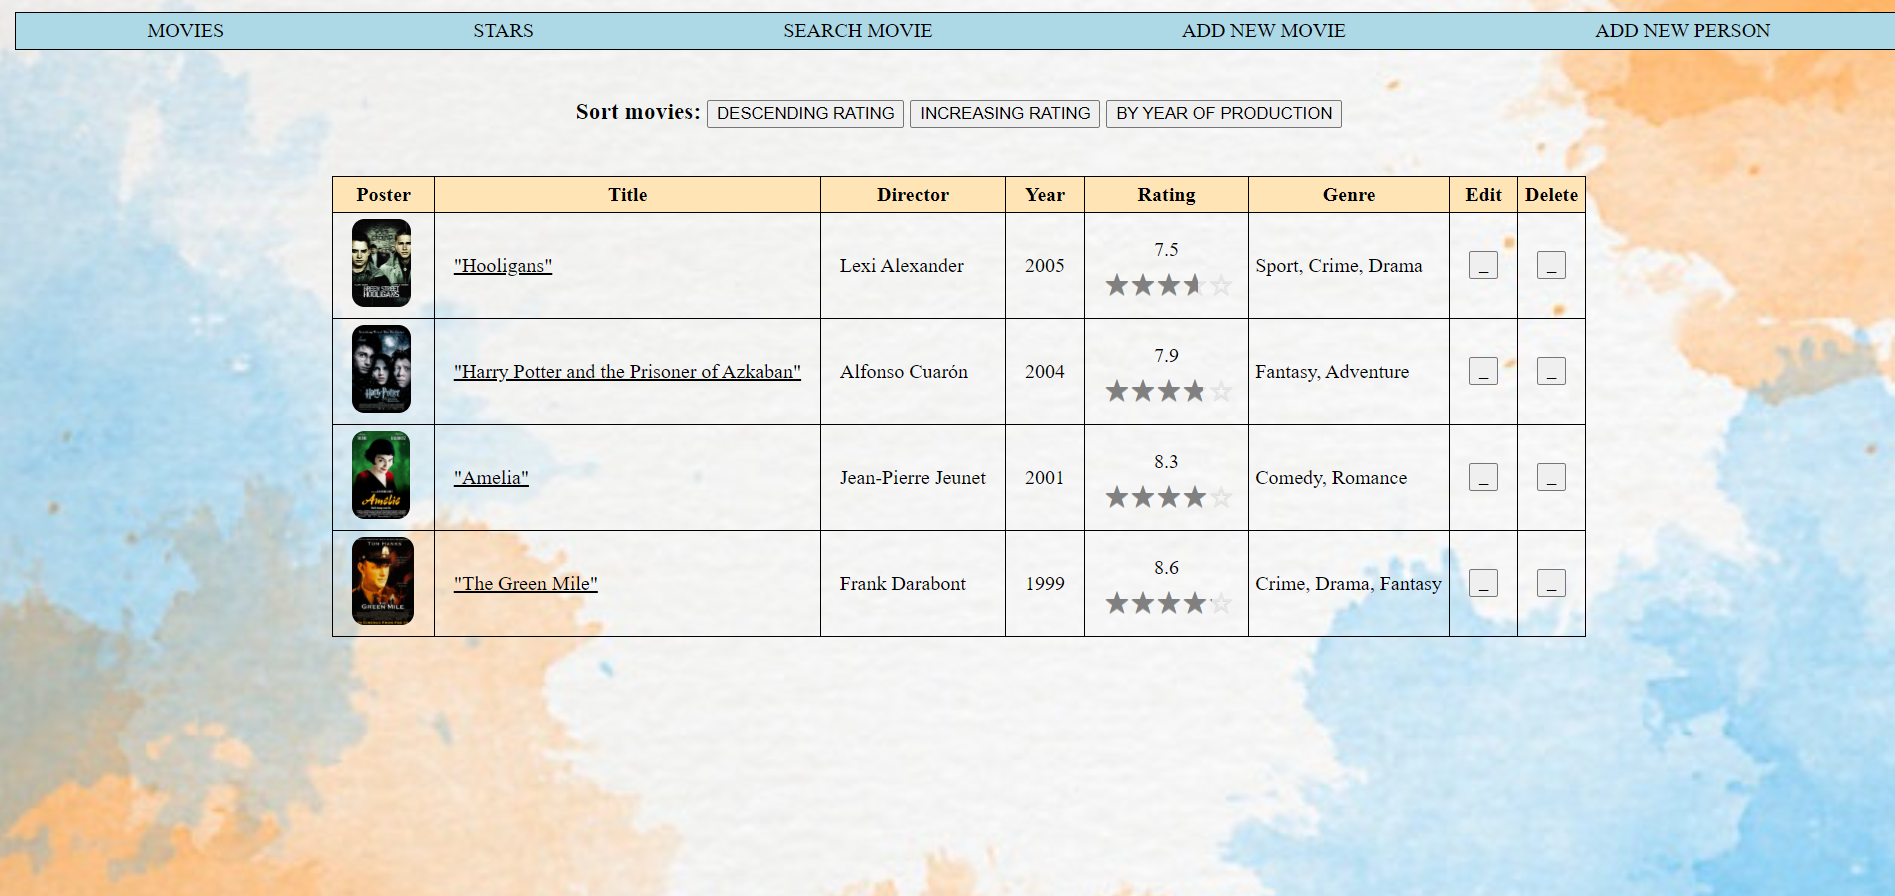 MOVIES STARS SEARCH MOVIE ADD NEW MOVIE ADD NEW PERSON
Sort movies: DESCENDING RATING INCREASING RATING BY YEAR OF PRODUCTION
Poster Title Director Year Rating Genre Edit Delete
GREEN STREET
HOOLIGANS
"Hooligans" Lexi Alexander 2005 7.5 Sport, Crime, Drama _ _
Harry Potter
"Harry Potter and the Prisoner of Azkaban" Alfonso Cuarón 2004 7.9 Fantasy, Adventure _ _
Amélie
"Amelia" Jean-Pierre Jeunet 2001 8.3 Comedy, Romance _ _
TOM HANKS
GREEN MILE
"The Green Mile" Frank Darabont 1999 8.6 Crime, Drama, Fantasy _ _